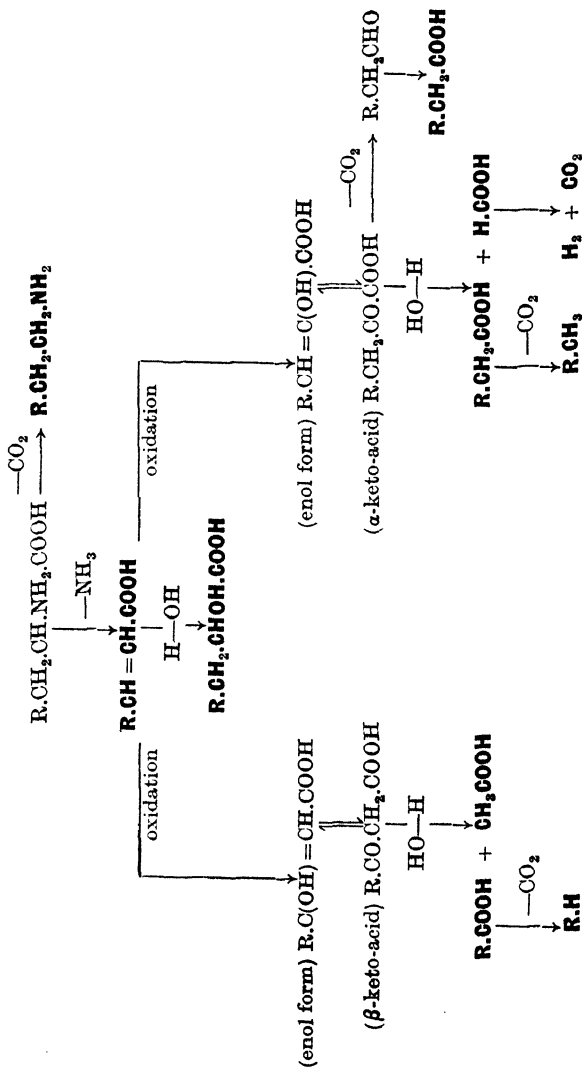 R.CH₂.CH.NH₂.COOH —CO₂ → R.CH₂.CH₂.NH₂
—NH₃
R.CH=CH.COOH
oxidation
oxidation
H—OH
R.CH₂.CHOH.COOH
(enol form) R.C(OH)=CH.COOH
(β-keto-acid) R.CO.CH₂.COOH
HO—H
R.COOH + CH₃COOH
—CO₂
R.H
(enol form) R.CH=C(OH).COOH
(α-keto-acid) R.CH₂.CO.COOH —CO₂ → R.CH₂CHO
R.CH₂.COOH
HO—H
R.CH₂.COOH + H.COOH
—CO₂
R.CH₃
H₂ + CO₂